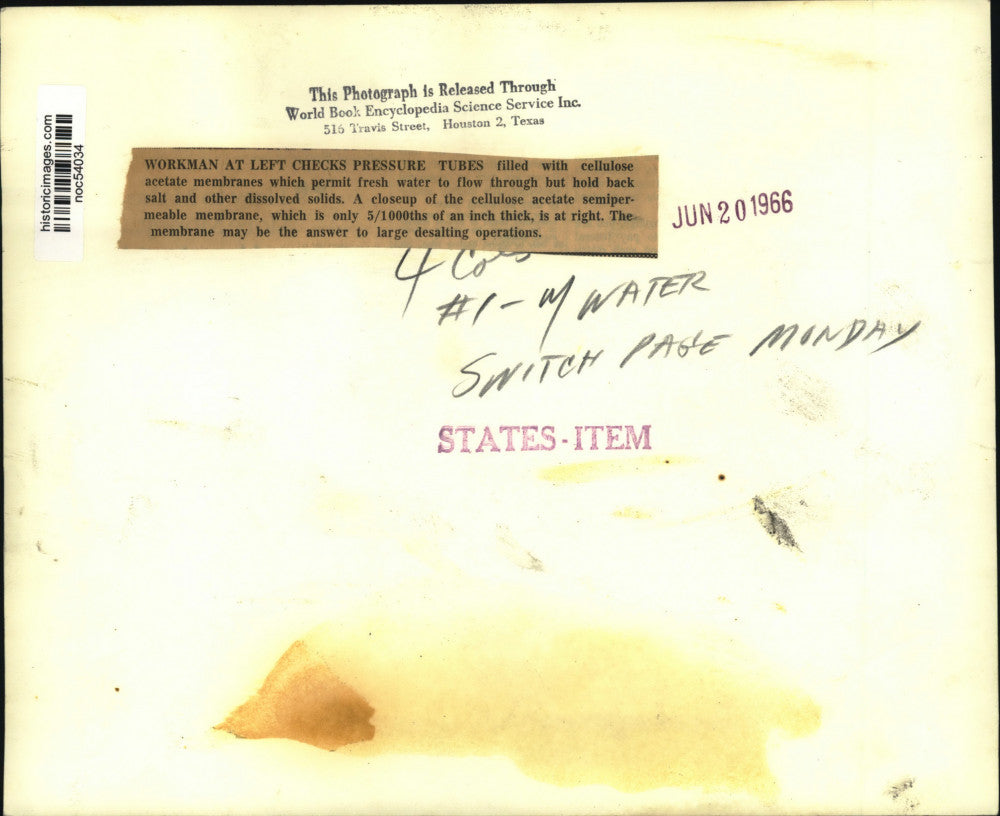 This Photograph is Released Through
World Book Encyclopedia Science Service Inc.
516 Travis Street, Houston 2, Texas
historicimages.com
noc54034
WORKMAN AT LEFT CHECKS PRESSURE TUBES filled with cellulose
acetate membranes which permit fresh water to flow through but hold back
salt and other dissolved solids. A closeup of the cellulose acetate semiper-
meable membrane, which is only 5/1000ths of an inch thick, is at right. The
membrane may be the answer to large desalting operations.
JUN 20 1966
4 Cols
#1 - W/ WATER
SWITCH PAGE MONDAY
STATES-ITEM